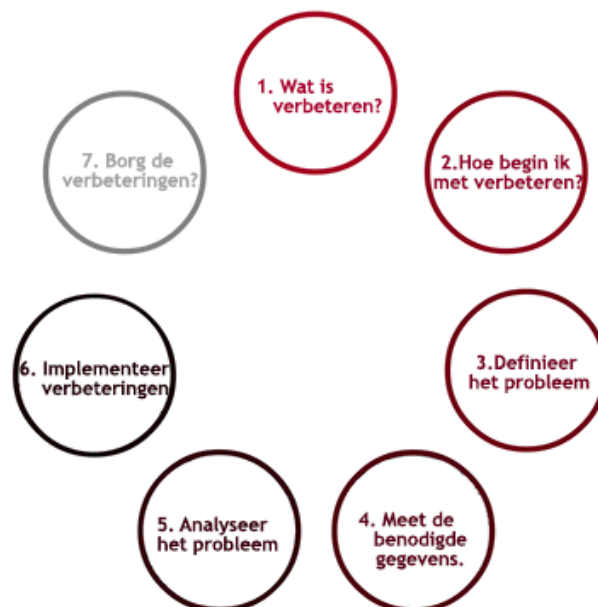 1. Wat is
verbeteren?
2.Hoe begin ik
met verbeteren?
3.Definieer
het probleem
4. Meet de
benodigde
gegevens.
5. Analyseer
het probleem
6. Implementeer
verbeteringen
7. Borg de
verbeteringen?